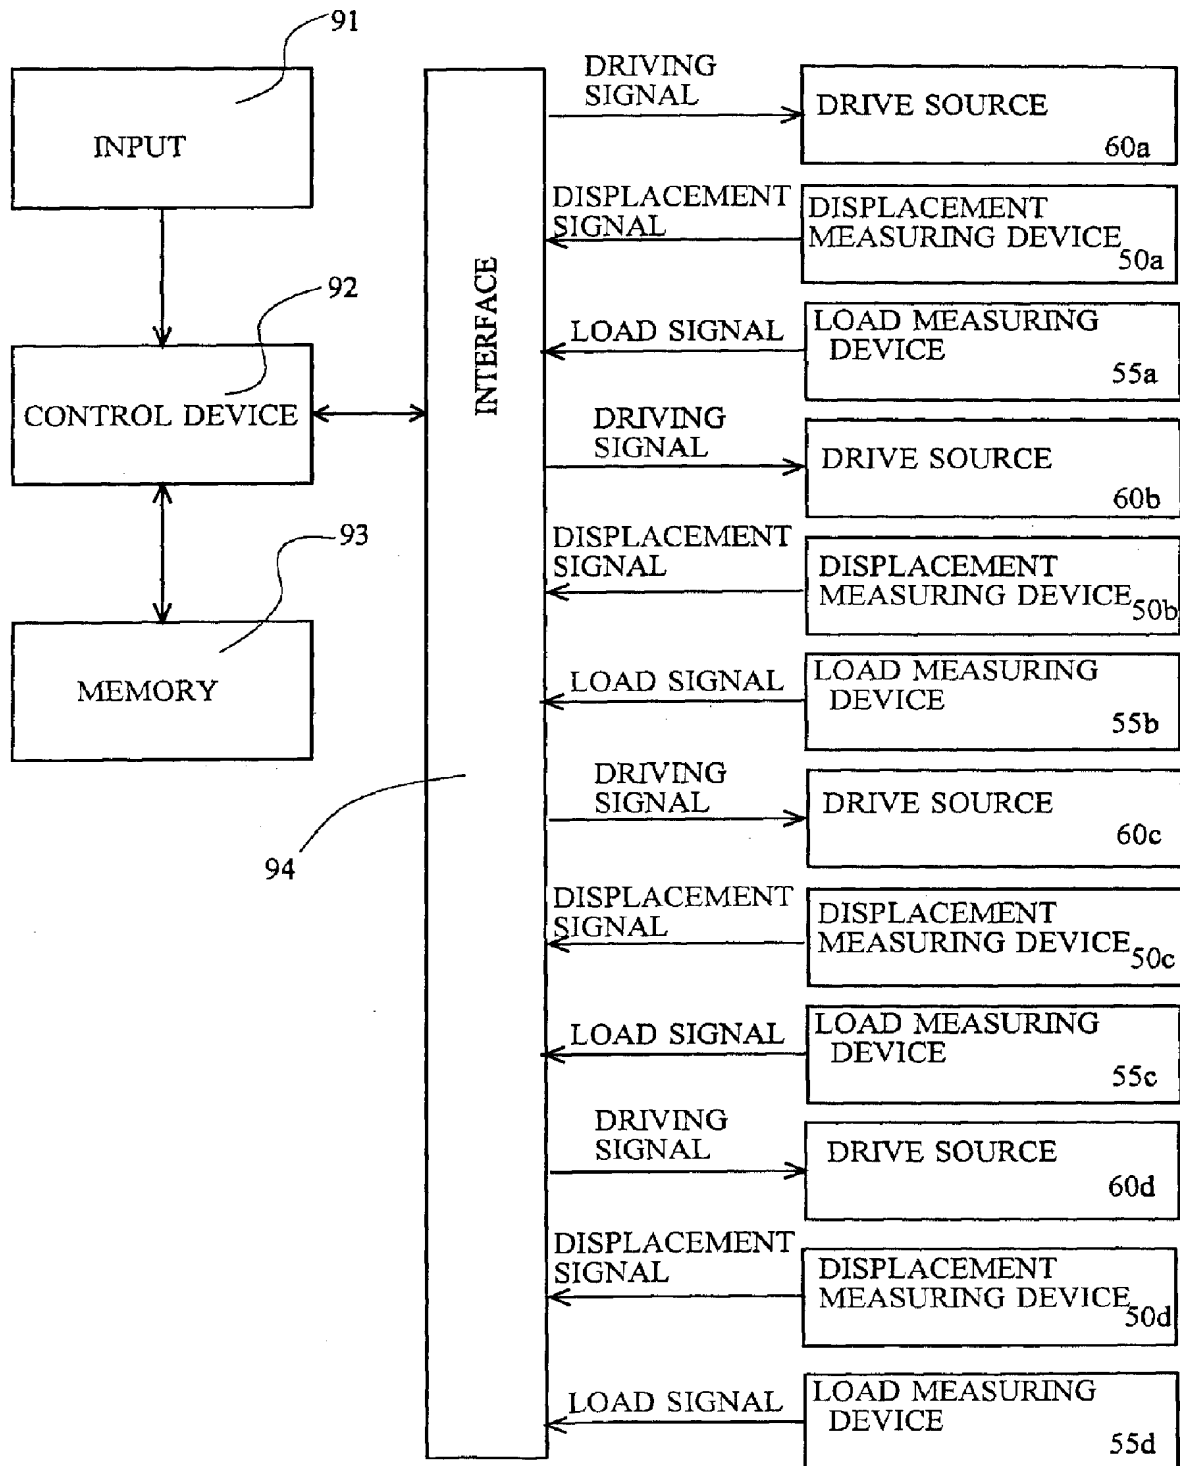 91
INPUT
92
CONTROL DEVICE
93
MEMORY
INTERFACE
94
DRIVING
SIGNAL
DRIVE SOURCE
60a
DISPLACEMENT
SIGNAL
DISPLACEMENT
MEASURING DEVICE
50a
LOAD SIGNAL
LOAD MEASURING
DEVICE
55a
DRIVING
SIGNAL
DRIVE SOURCE
60b
DISPLACEMENT
SIGNAL
DISPLACEMENT
MEASURING DEVICE
50b
LOAD SIGNAL
LOAD MEASURING
DEVICE
55b
DRIVING
SIGNAL
DRIVE SOURCE
60c
DISPLACEMENT
SIGNAL
DISPLACEMENT
MEASURING DEVICE
50c
LOAD SIGNAL
LOAD MEASURING
DEVICE
55c
DRIVING
SIGNAL
DRIVE SOURCE
60d
DISPLACEMENT
SIGNAL
DISPLACEMENT
MEASURING DEVICE
50d
LOAD SIGNAL
LOAD MEASURING
DEVICE
55d